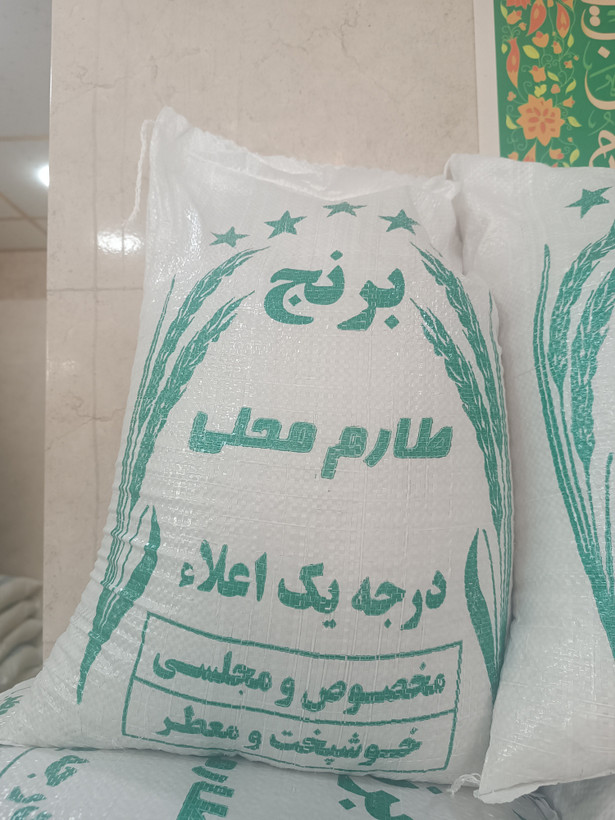 برنج
طارم محلی
درجه یک اعلاء
مخصوص و مجلسی
خوشپخت و معطر